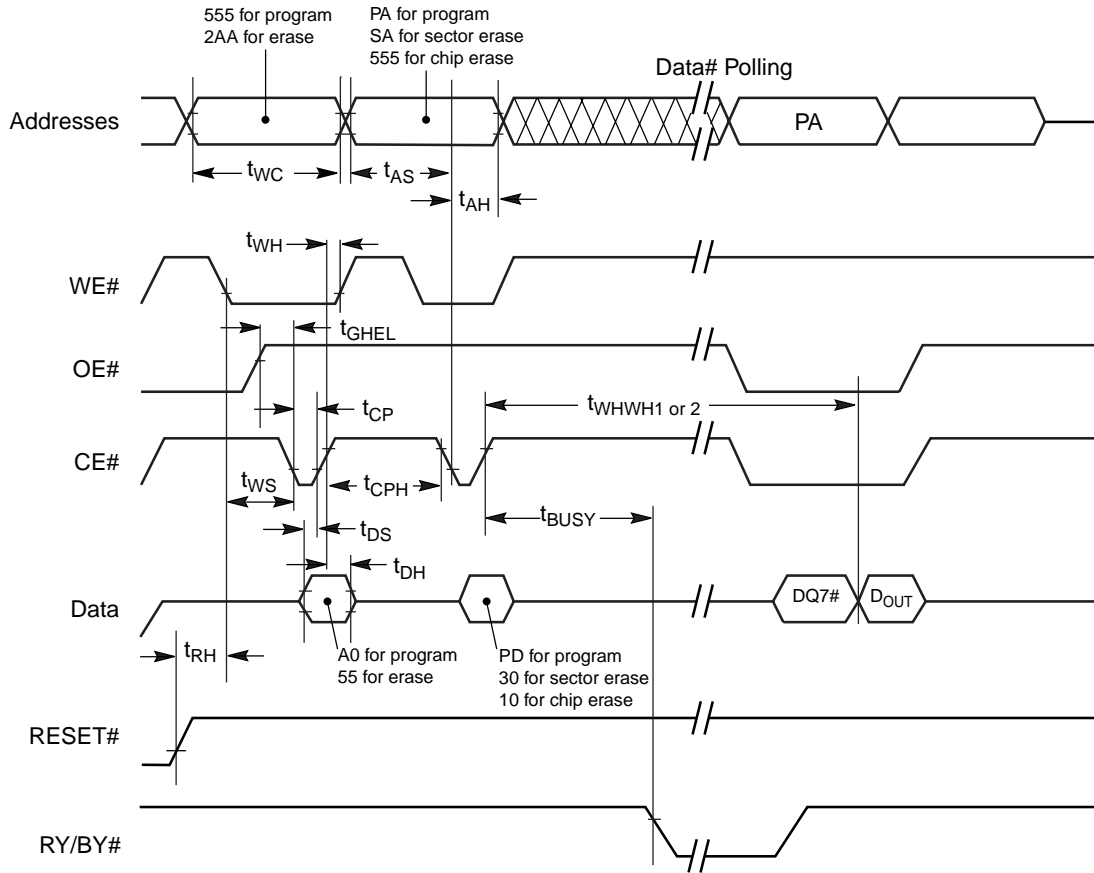 555 for program
2AA for erase
PA for program
SA for sector erase
555 for chip erase
Data# Polling
Addresses
PA
tWC
tAS
tAH
tWH
WE#
tGHEL
OE#
tWHWH1 or 2
tCP
CE#
tWS
tCPH
tBUSY
tDS
tDH
Data
DQ7#
DOUT
tRH
A0 for program
55 for erase
PD for program
30 for sector erase
10 for chip erase
RESET#
RY/BY#